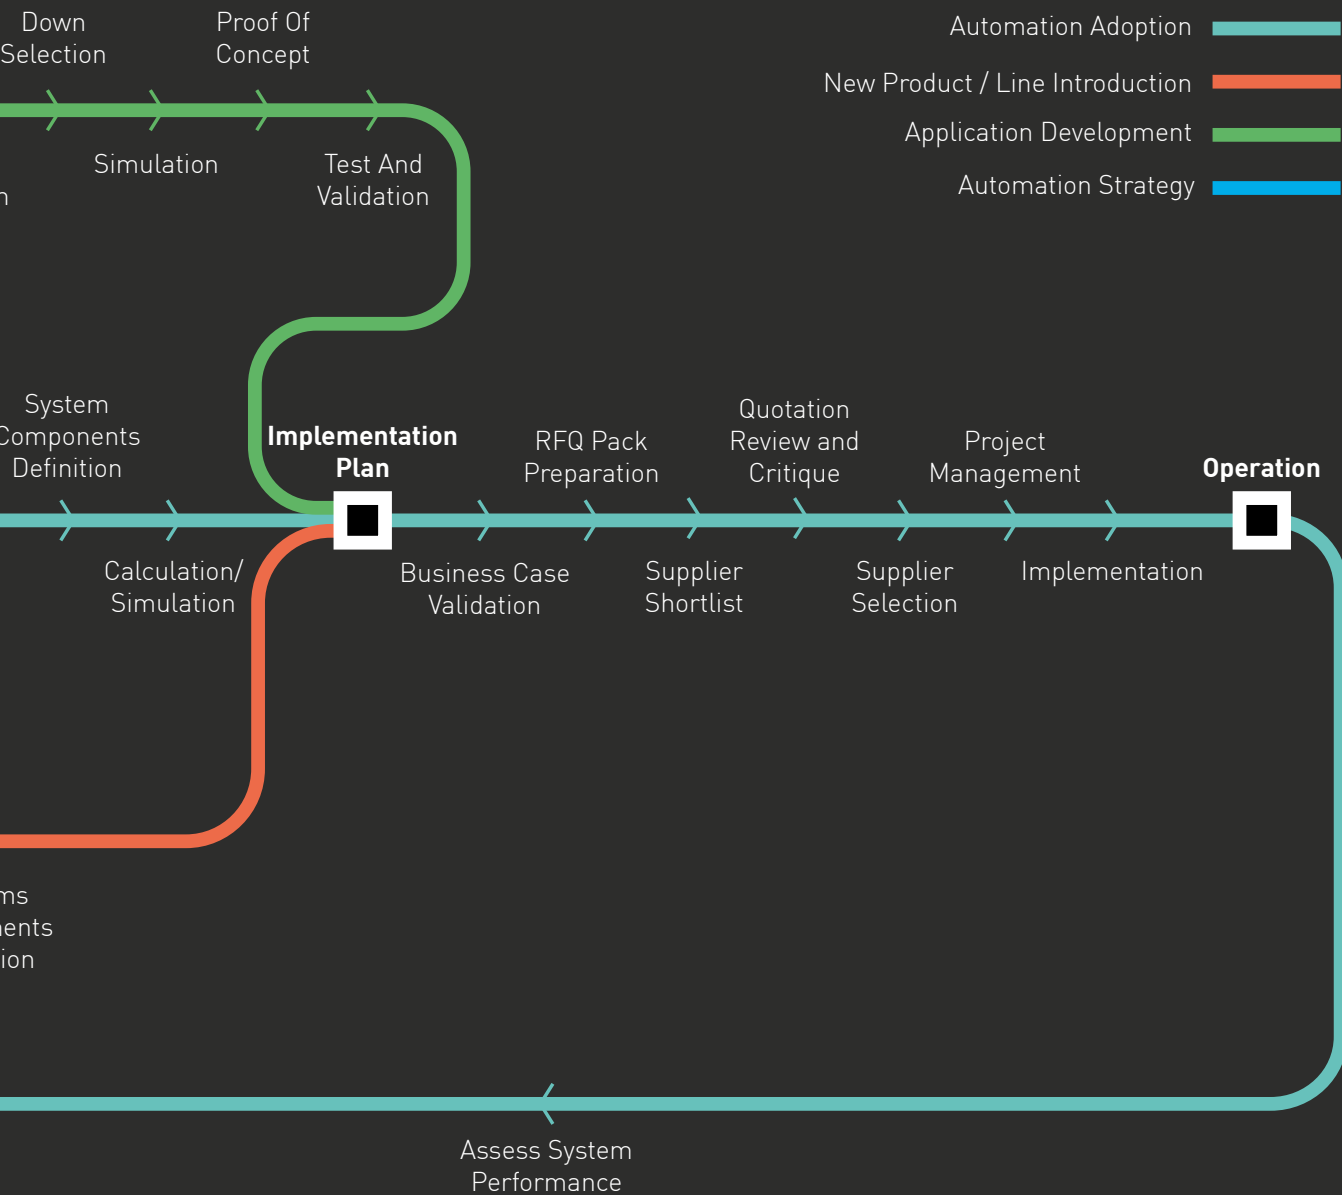 Down
Selection
Proof Of
Concept
Automation Adoption
New Product / Line Introduction
Application Development
Automation Strategy
Simulation
Test And
Validation
System
Components
Definition
Implementation
Plan
RFQ Pack
Preparation
Quotation
Review and
Critique
Project
Management
Operation
Calculation/
Simulation
Business Case
Validation
Supplier
Shortlist
Supplier
Selection
Implementation
Assess System
Performance